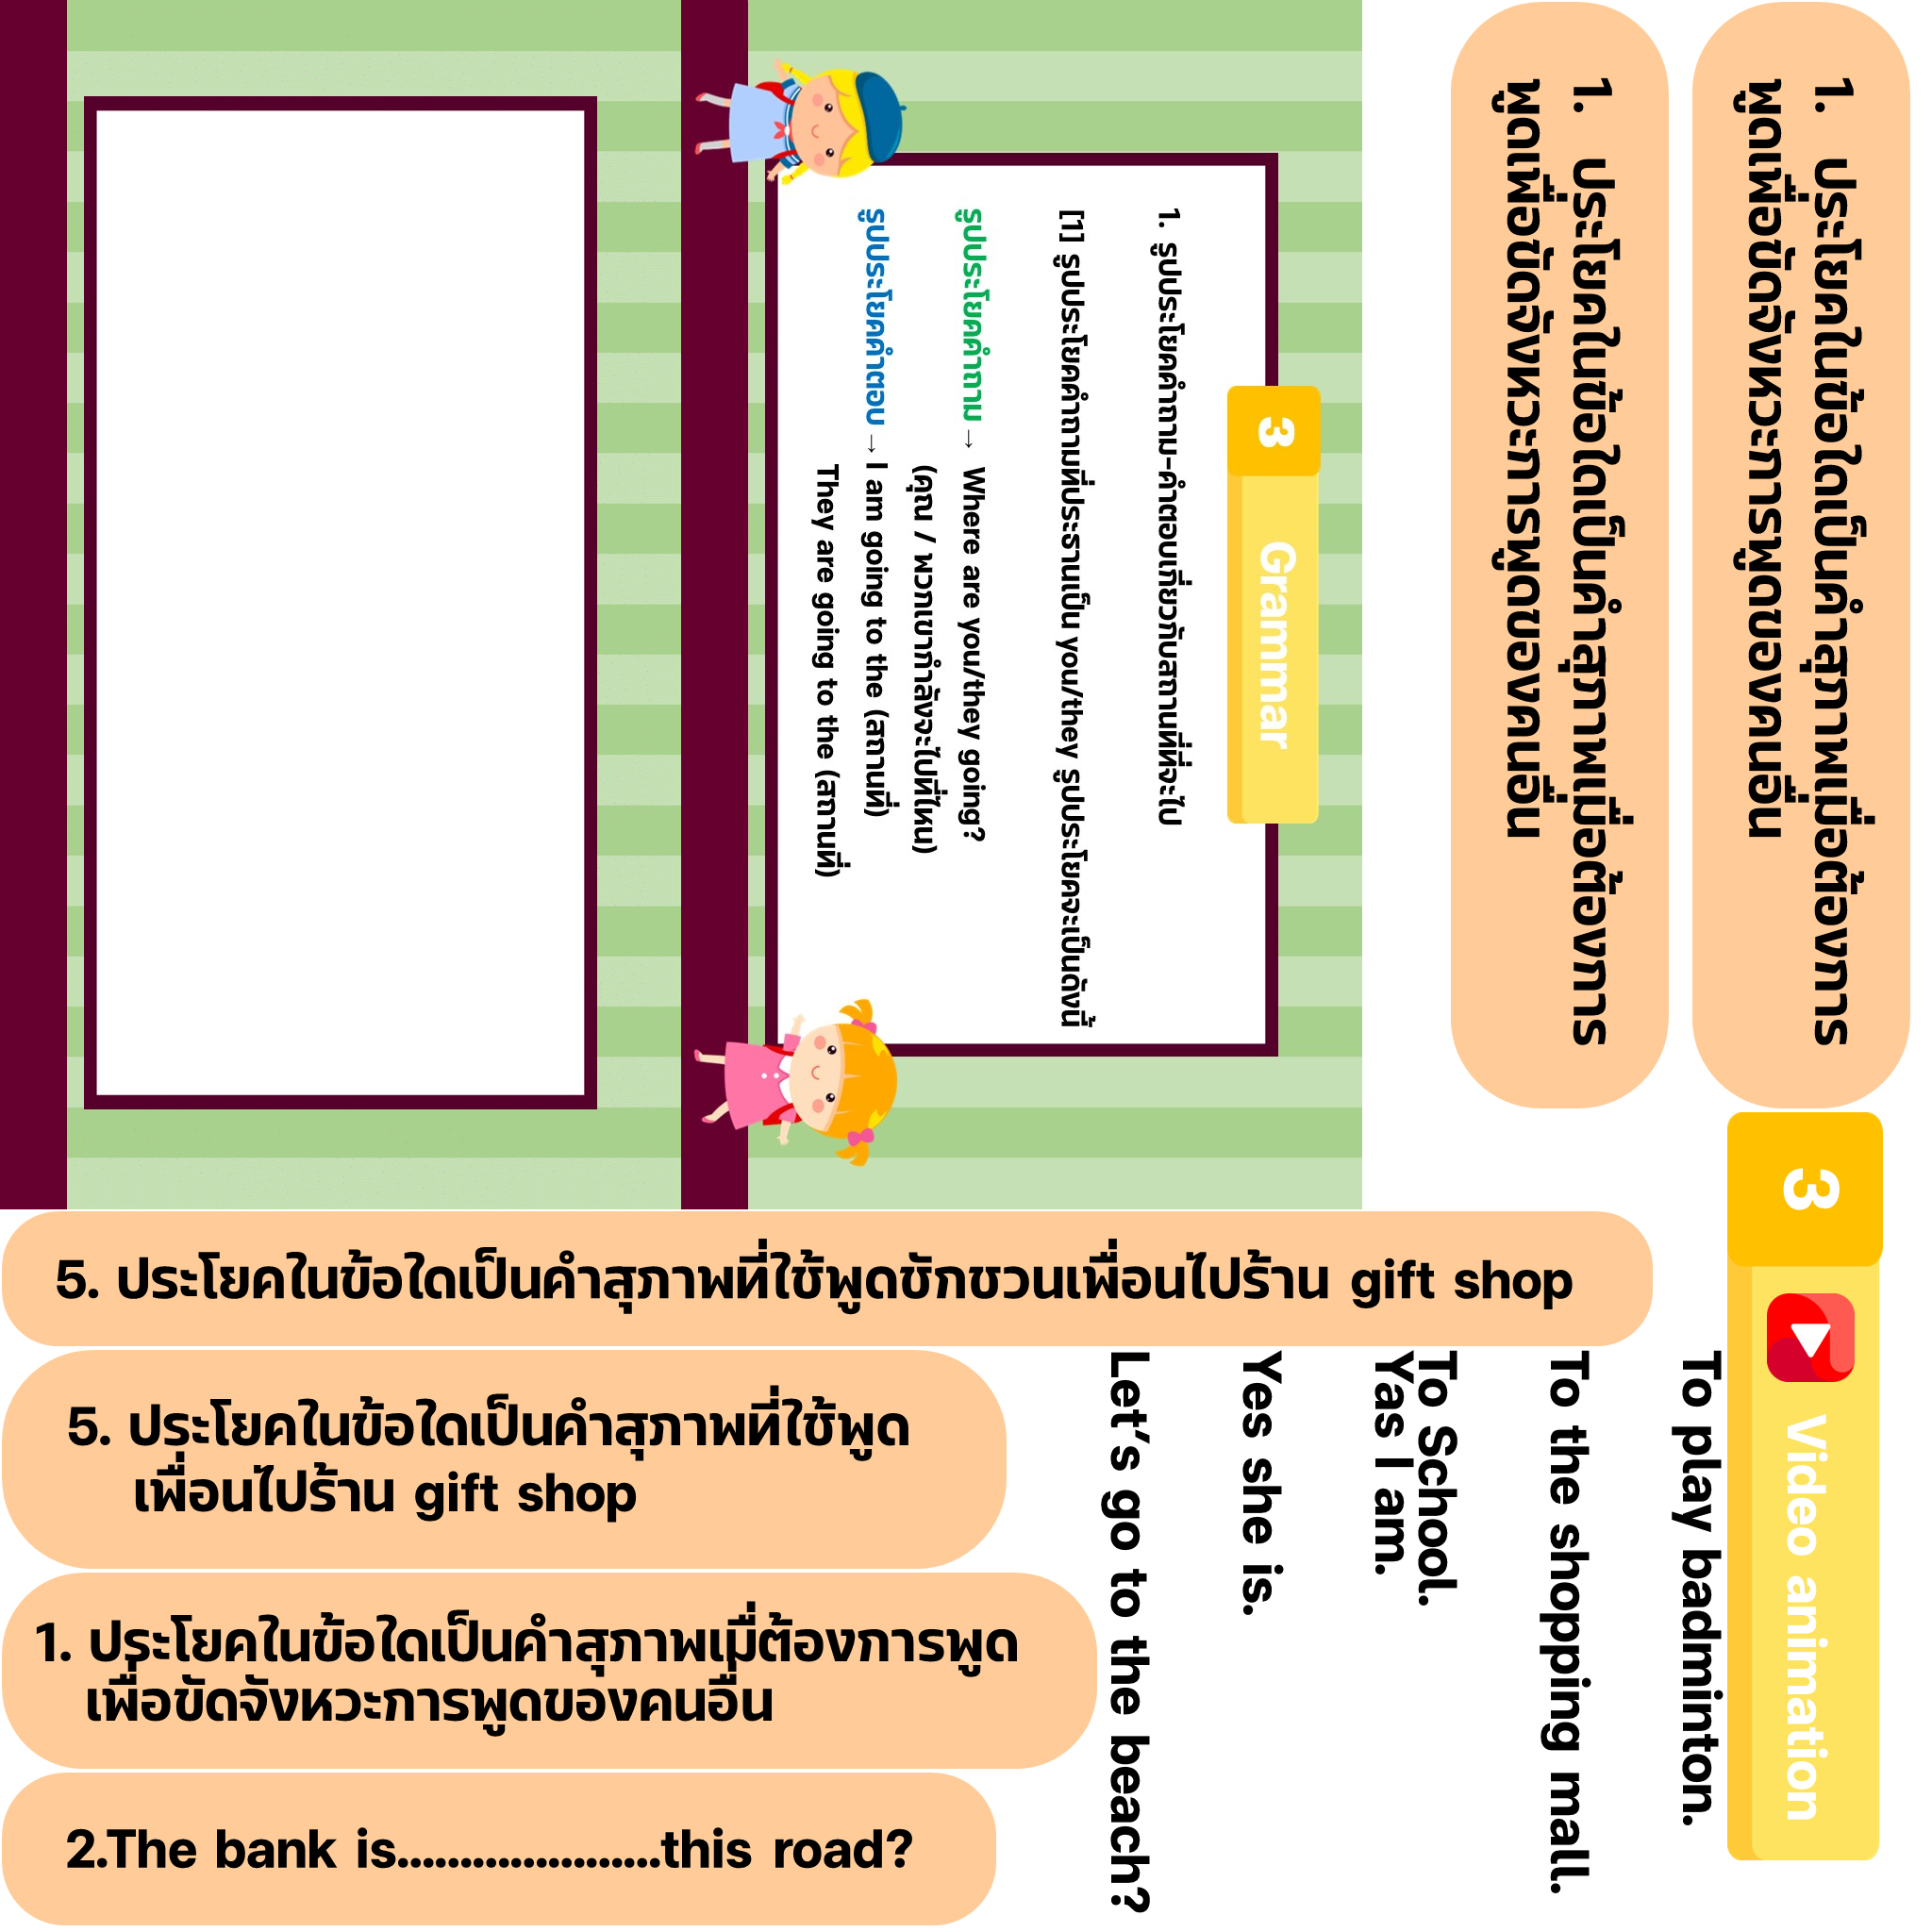 1. ประโยคในข้อใดเป็นคำสุภาพเมื่อต้องการ
พูดเพื่อขัดจังหวะการพูดของคนอื่น
1. ประโยคในข้อใดเป็นคำสุภาพเมื่อต้องการ
พูดเพื่อขัดจังหวะการพูดของคนอื่น
3 Grammar
1. รูปประโยคคำถาม-คำตอบเกี่ยวกับสถานที่ที่จะไป
[1] รูปประโยคคำถามที่ประธานเป็น you/they รูปประโยคจะเป็นดังนี้
รูปประโยคคำถาม → Where are you/they going?
(คุณ / พวกเขากำลังจะไปที่ไหน)
รูปประโยคคำตอบ → I am going to the (สถานที่)
They are going to the (สถานที่)
3 Video animation
To play badminton.
To the shopping mall.
To School.
Yas I am.
Yes she is.
Let’s go to the beach?
5. ประโยคในข้อใดเป็นคำสุภาพที่ใช้พูดชักชวนเพื่อนไปร้าน gift shop
5. ประโยคในข้อใดเป็นคำสุภาพที่ใช้พูด
เพื่อนไปร้าน gift shop
1. ประโยคในข้อใดเป็นคำสุภาพเมื่ต้องการพูด
เพื่อขัดจังหวะการพูดของคนอื่น
2.The bank is.....................this road?